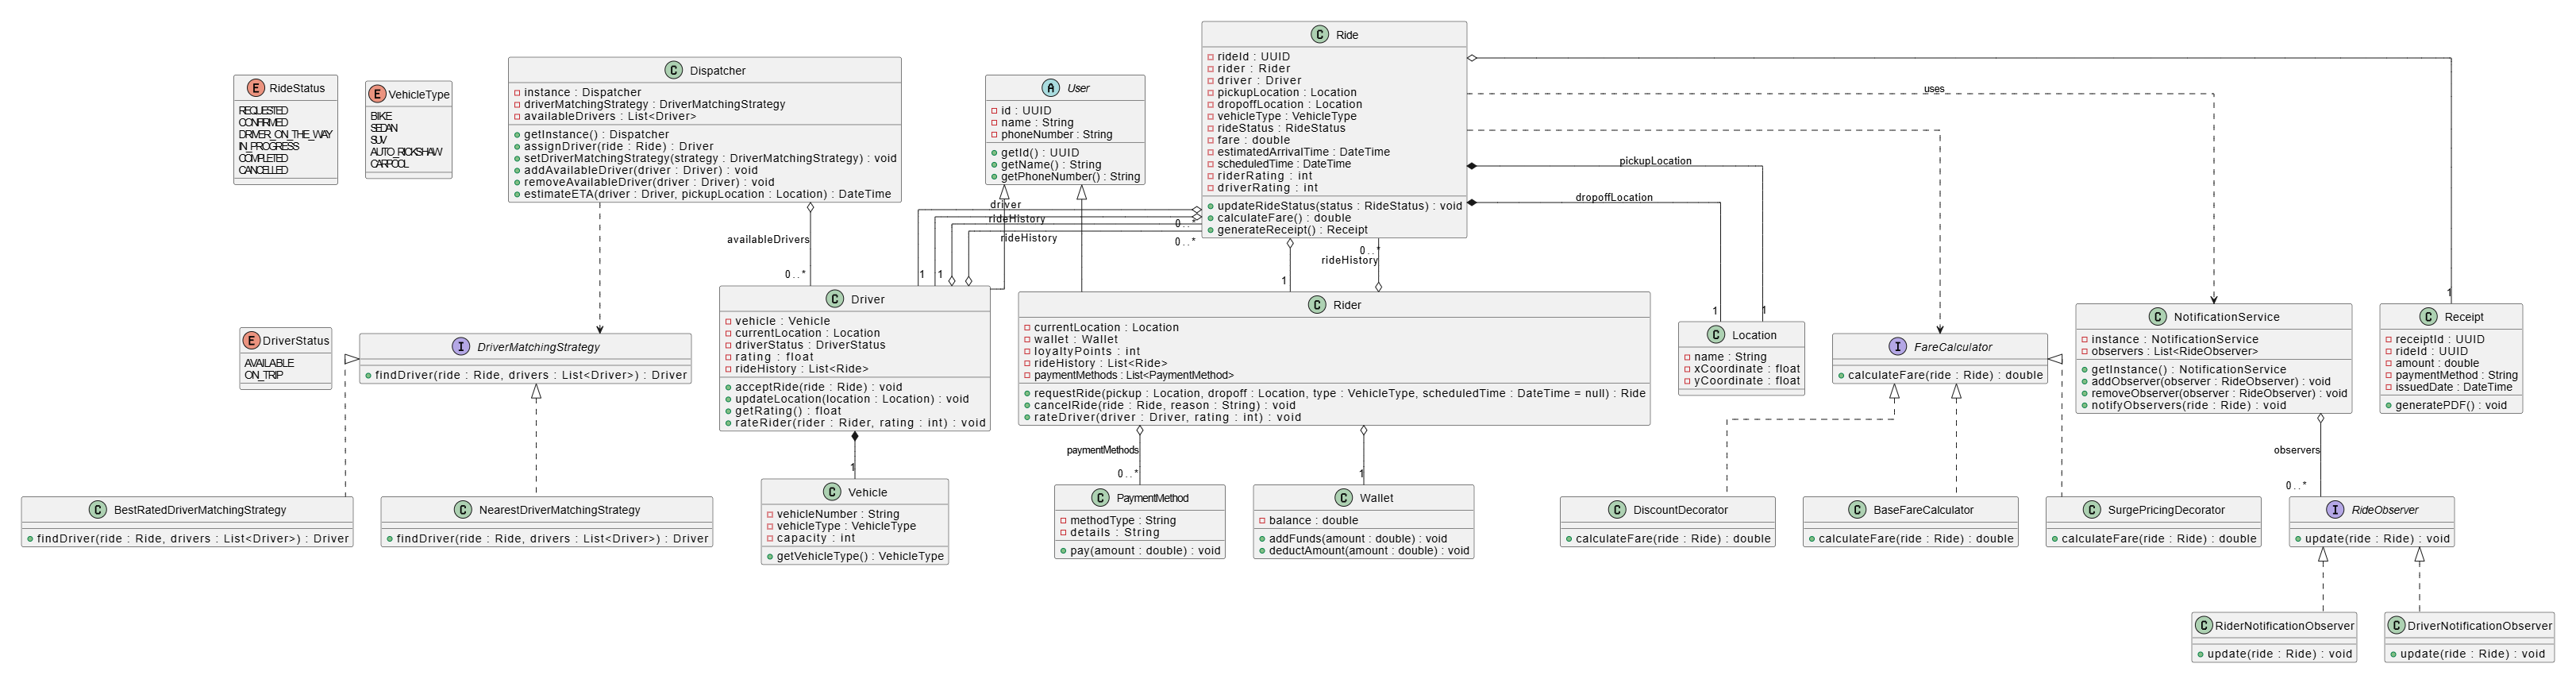 E RideStatus
REQUESTED
CONFIRMED
DRIVER_ON_THE_WAY
IN_PROGRESS
COMPLETED
CANCELLED
E VehicleType
BIKE
SEDAN
SUV
AUTO_RICKSHAW
CARPOOL
C Dispatcher
instance : Dispatcher
driverMatchingStrategy : DriverMatchingStrategy
availableDrivers : List<Driver>
getInstance() : Dispatcher
assignDriver(ride : Ride) : Driver
setDriverMatchingStrategy(strategy : DriverMatchingStrategy) : void
addAvailableDriver(driver : Driver) : void
removeAvailableDriver(driver : Driver) : void
estimateETA(driver : Driver, pickupLocation : Location) : DateTime
A User
id : UUID
name : String
phoneNumber : String
getId() : UUID
getName() : String
getPhoneNumber() : String
C Ride
rideId : UUID
rider : Rider
driver : Driver
pickupLocation : Location
dropoffLocation : Location
vehicleType : VehicleType
rideStatus : RideStatus
fare : double
estimatedArrivalTime : DateTime
scheduledTime : DateTime
riderRating : int
driverRating : int
updateRideStatus(status : RideStatus) : void
calculateFare() : double
generateReceipt() : Receipt
uses
pickupLocation
dropoffLocation
driver
rideHistory
0..*
rideHistory
0..*
availableDrivers
0..*
1
1
1
0..*
rideHistory
1
1
1
E DriverStatus
AVAILABLE
ON_TRIP
I DriverMatchingStrategy
findDriver(ride : Ride, drivers : List<Driver>) : Driver
C Driver
vehicle : Vehicle
currentLocation : Location
driverStatus : DriverStatus
rating : float
rideHistory : List<Ride>
acceptRide(ride : Ride) : void
updateLocation(location : Location) : void
getRating() : float
rateRider(rider : Rider, rating : int) : void
C Rider
currentLocation : Location
wallet : Wallet
loyaltyPoints : int
rideHistory : List<Ride>
paymentMethods : List<PaymentMethod>
requestRide(pickup : Location, dropoff : Location, type : VehicleType, scheduledTime : DateTime = null) : Ride
cancelRide(ride : Ride, reason : String) : void
rateDriver(driver : Driver, rating : int) : void
C Location
name : String
xCoordinate : float
yCoordinate : float
I FareCalculator
calculateFare(ride : Ride) : double
C NotificationService
instance : NotificationService
observers : List<RideObserver>
getInstance() : NotificationService
addObserver(observer : RideObserver) : void
removeObserver(observer : RideObserver) : void
notifyObservers(ride : Ride) : void
C Receipt
receiptId : UUID
rideId : UUID
amount : double
paymentMethod : String
issuedDate : DateTime
generatePDF() : void
1
paymentMethods
0..*
1
observers
0..*
C BestRatedDriverMatchingStrategy
findDriver(ride : Ride, drivers : List<Driver>) : Driver
C NearestDriverMatchingStrategy
findDriver(ride : Ride, drivers : List<Driver>) : Driver
C Vehicle
vehicleNumber : String
vehicleType : VehicleType
capacity : int
getVehicleType() : VehicleType
C PaymentMethod
methodType : String
details : String
pay(amount : double) : void
C Wallet
balance : double
addFunds(amount : double) : void
deductAmount(amount : double) : void
C DiscountDecorator
calculateFare(ride : Ride) : double
C BaseFareCalculator
calculateFare(ride : Ride) : double
C SurgePricingDecorator
calculateFare(ride : Ride) : double
I RideObserver
update(ride : Ride) : void
C RiderNotificationObserver
update(ride : Ride) : void
C DriverNotificationObserver
update(ride : Ride) : void